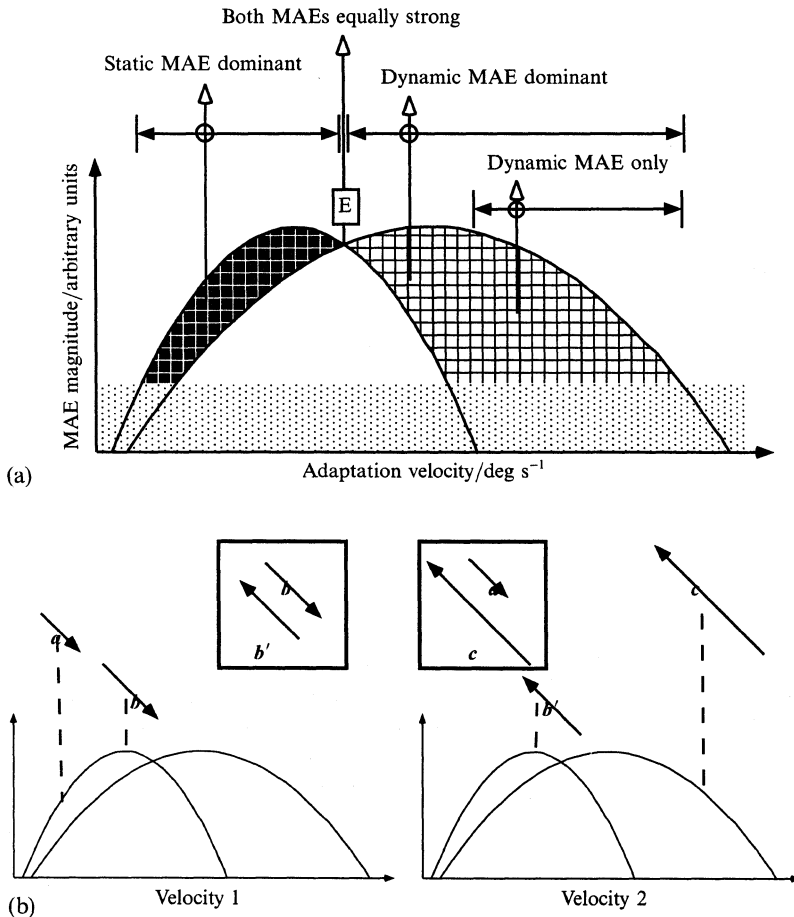 Both MAEs equally strong
Static MAE dominant
Dynamic MAE dominant
Dynamic MAE only
E
MAE magnitude/arbitrary units
Adaptation velocity/deg s⁻¹
(a)
b
b′
a
c
c
a
b
b′
Velocity 1
Velocity 2
(b)